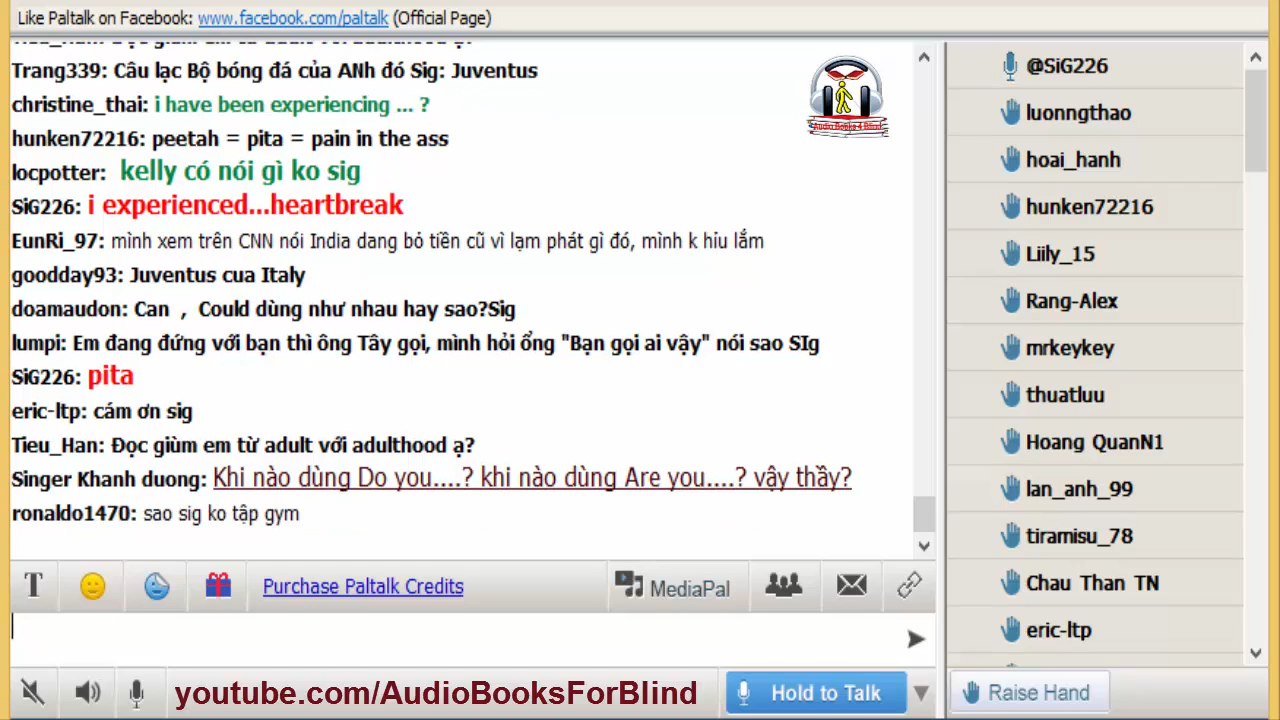 Like Paltalk on Facebook: www.facebook.com/paltalk (Official Page)
Trang339: Câu lạc Bộ bóng đá của ANh đó Sig: Juventus
christine_thai: i have been experiencing ... ?
hunken72216: peetah = pita = pain in the ass
locpotter: kelly có nói gì ko sig
SiG226: i experienced...heartbreak
EunRi_97: mình xem trên CNN nói India dang bỏ tiền cũ vì lạm phát gì đó, mình k hỉu lắm
goodday93: Juventus cua Italy
doamaudon: Can , Could dùng như nhau hay sao?Sig
lumpi: Em đang đứng với bạn thì ông Tây gọi, mình hỏi ổng "Bạn gọi ai vậy" nói sao SIg
SiG226: pita
eric-ltp: cám ơn sig
Tieu_Han: Đọc giùm em từ adult với adulthood ạ?
Singer Khanh duong: Khi nào dùng Do you....? khi nào dùng Are you....? vậy thầy?
ronaldo1470: sao sig ko tập gym
Audio Books 4 Blind
@SiG226
luonngthao
hoai_hanh
hunken72216
Liily_15
Rang-Alex
mrkeykey
thuatluu
Hoang QuanN1
lan_anh_99
tiramisu_78
Chau Than TN
eric-ltp
T
Purchase Paltalk Credits
MediaPal
youtube.com/AudioBooksForBlind
Hold to Talk
Raise Hand